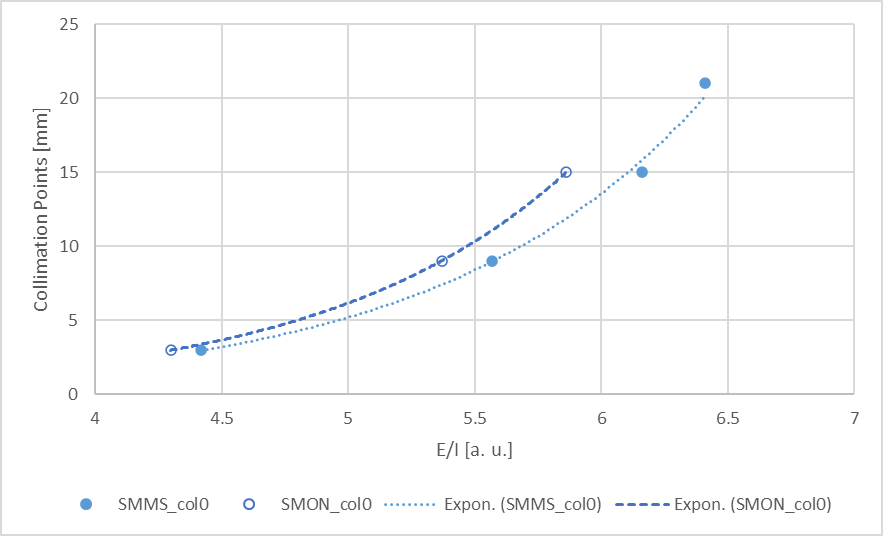 25
20
15
10
5
0
Collimation Points [mm]
4
4.5
5
5.5
6
6.5
7
E/I [a. u.]
SMMS_col0
SMON_col0
Expon. (SMMS_col0)
Expon. (SMON_col0)